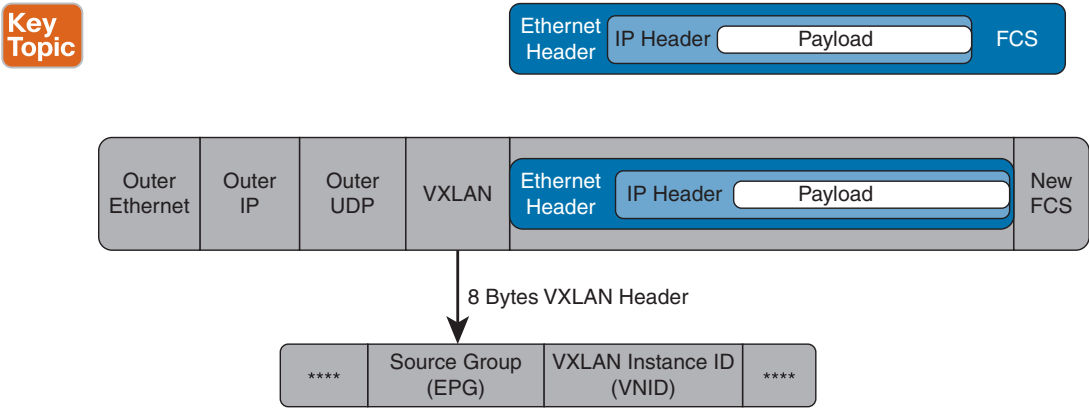 Key
Topic
Ethernet
Header
IP Header
Payload
FCS
Outer
Ethernet
Outer
IP
Outer
UDP
VXLAN
Ethernet
Header
IP Header
Payload
New
FCS
8 Bytes VXLAN Header
****
Source Group
(EPG)
VXLAN Instance ID
(VNID)
****